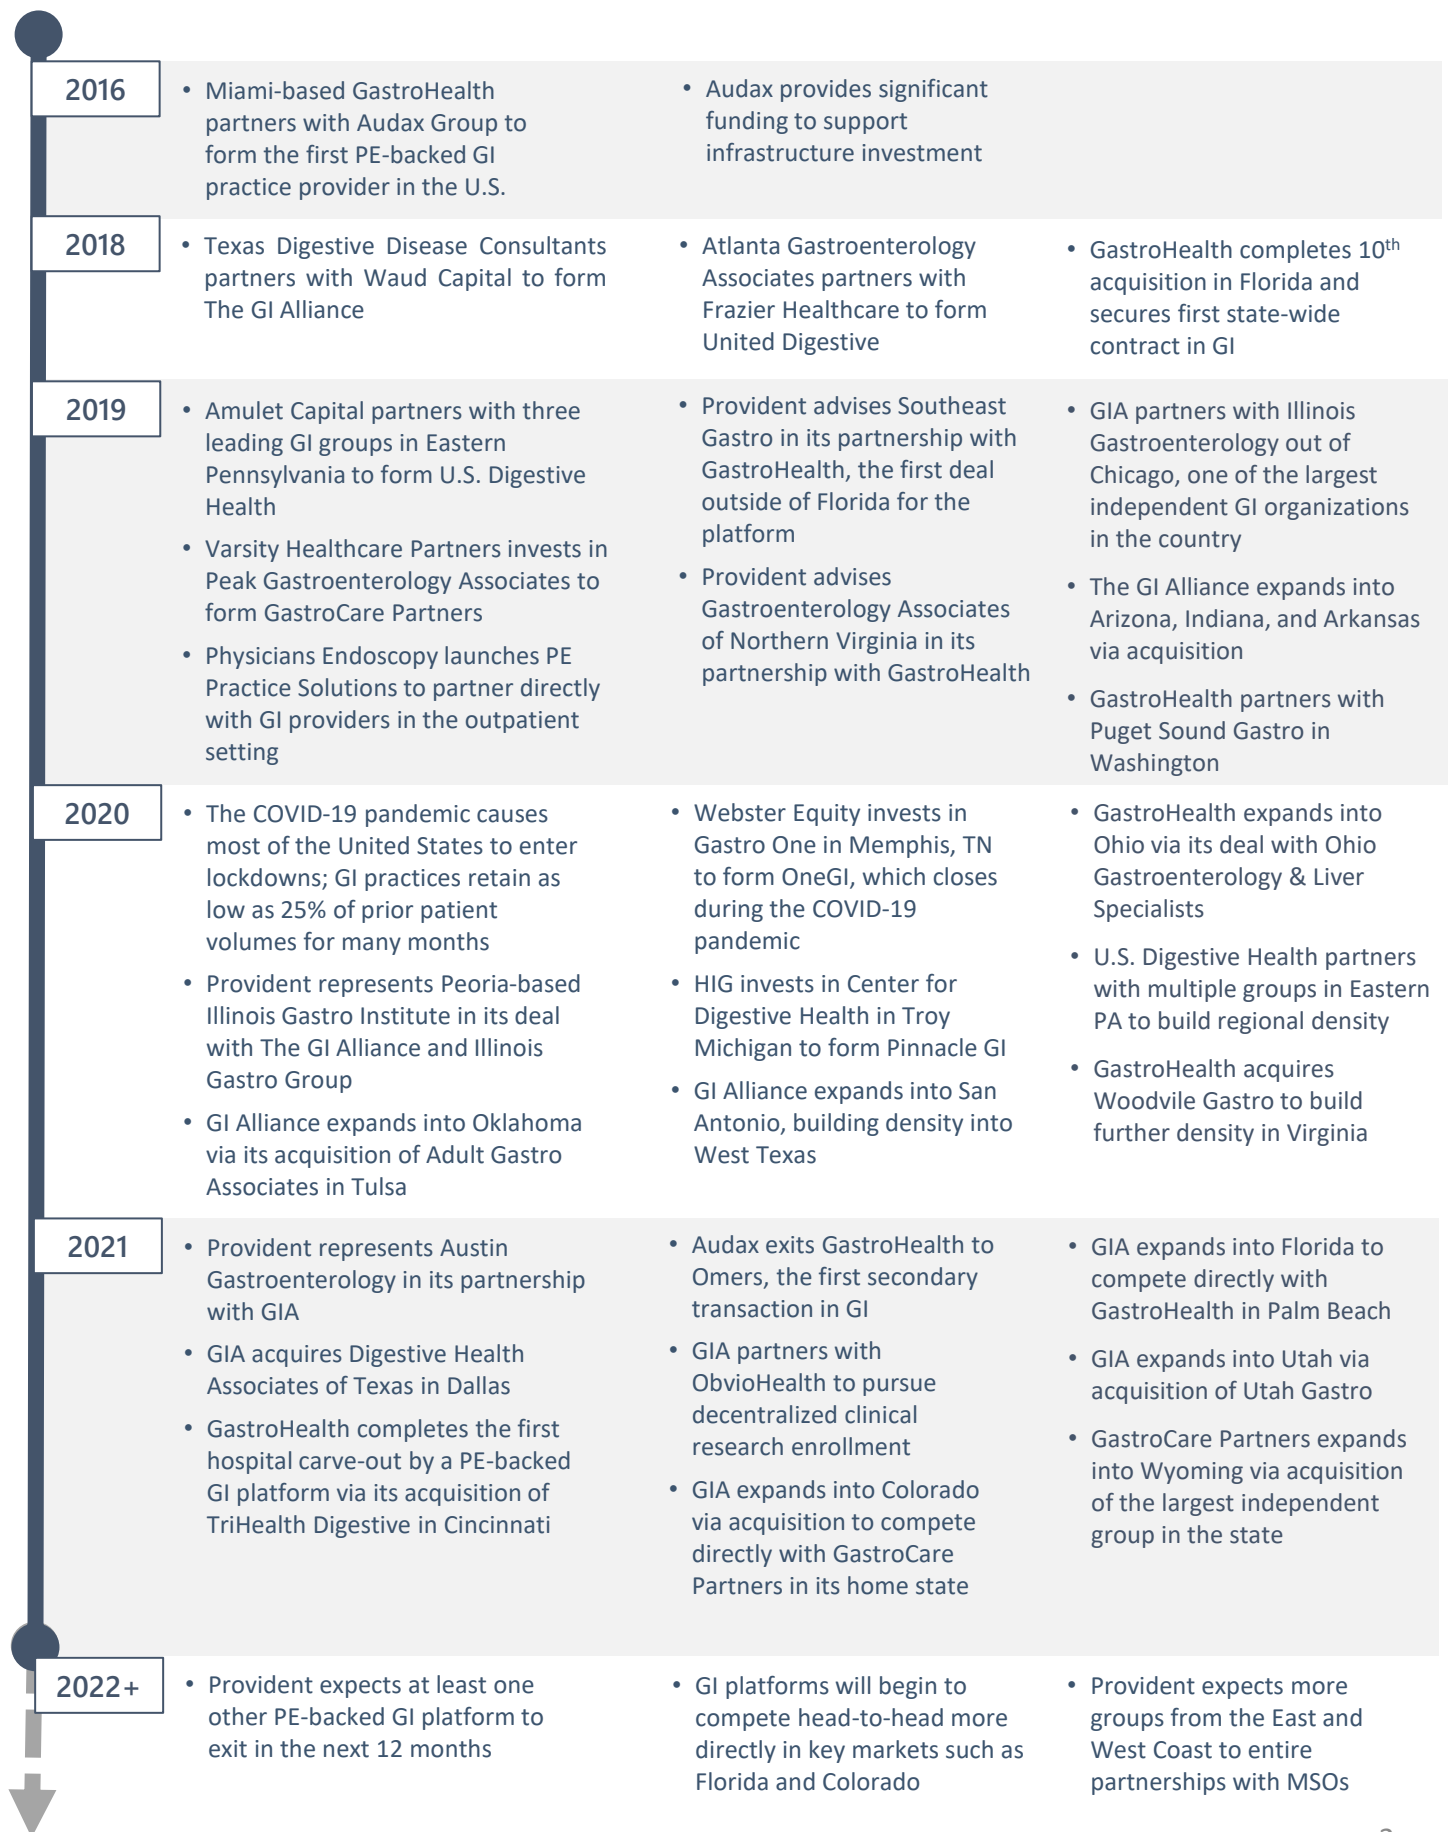 2016
• Miami-based GastroHealth
partners with Audax Group to
form the first PE-backed GI
practice provider in the U.S.
• Audax provides significant
funding to support
infrastructure investment
2018
• Texas Digestive Disease Consultants
partners with Waud Capital to form
The GI Alliance
• Atlanta Gastroenterology
Associates partners with
Frazier Healthcare to form
United Digestive
• GastroHealth completes 10th
acquisition in Florida and
secures first state-wide
contract in GI
2019
• Amulet Capital partners with three
leading GI groups in Eastern
Pennsylvania to form U.S. Digestive
Health
• Varsity Healthcare Partners invests in
Peak Gastroenterology Associates to
form GastroCare Partners
• Physicians Endoscopy launches PE
Practice Solutions to partner directly
with GI providers in the outpatient
setting
• Provident advises Southeast
Gastro in its partnership with
GastroHealth, the first deal
outside of Florida for the
platform
• Provident advises
Gastroenterology Associates
of Northern Virginia in its
partnership with GastroHealth
• GIA partners with Illinois
Gastroenterology out of
Chicago, one of the largest
independent GI organizations
in the country
• The GI Alliance expands into
Arizona, Indiana, and Arkansas
via acquisition
• GastroHealth partners with
Puget Sound Gastro in
Washington
2020
• The COVID-19 pandemic causes
most of the United States to enter
lockdowns; GI practices retain as
low as 25% of prior patient
volumes for many months
• Provident represents Peoria-based
Illinois Gastro Institute in its deal
with The GI Alliance and Illinois
Gastro Group
• GI Alliance expands into Oklahoma
via its acquisition of Adult Gastro
Associates in Tulsa
• Webster Equity invests in
Gastro One in Memphis, TN
to form OneGI, which closes
during the COVID-19
pandemic
• HIG invests in Center for
Digestive Health in Troy
Michigan to form Pinnacle GI
• GI Alliance expands into San
Antonio, building density into
West Texas
• GastroHealth expands into
Ohio via its deal with Ohio
Gastroenterology & Liver
Specialists
• U.S. Digestive Health partners
with multiple groups in Eastern
PA to build regional density
• GastroHealth acquires
Woodvile Gastro to build
further density in Virginia
2021
• Provident represents Austin
Gastroenterology in its partnership
with GIA
• GIA acquires Digestive Health
Associates of Texas in Dallas
• GastroHealth completes the first
hospital carve-out by a PE-backed
GI platform via its acquisition of
TriHealth Digestive in Cincinnati
• Audax exits GastroHealth to
Omers, the first secondary
transaction in GI
• GIA partners with
ObvioHealth to pursue
decentralized clinical
research enrollment
• GIA expands into Colorado
via acquisition to compete
directly with GastroCare
Partners in its home state
• GIA expands into Florida to
compete directly with
GastroHealth in Palm Beach
• GIA expands into Utah via
acquisition of Utah Gastro
• GastroCare Partners expands
into Wyoming via acquisition
of the largest independent
group in the state
2022+
• Provident expects at least one
other PE-backed GI platform to
exit in the next 12 months
• GI platforms will begin to
compete head-to-head more
directly in key markets such as
Florida and Colorado
• Provident expects more
groups from the East and
West Coast to entire
partnerships with MSOs